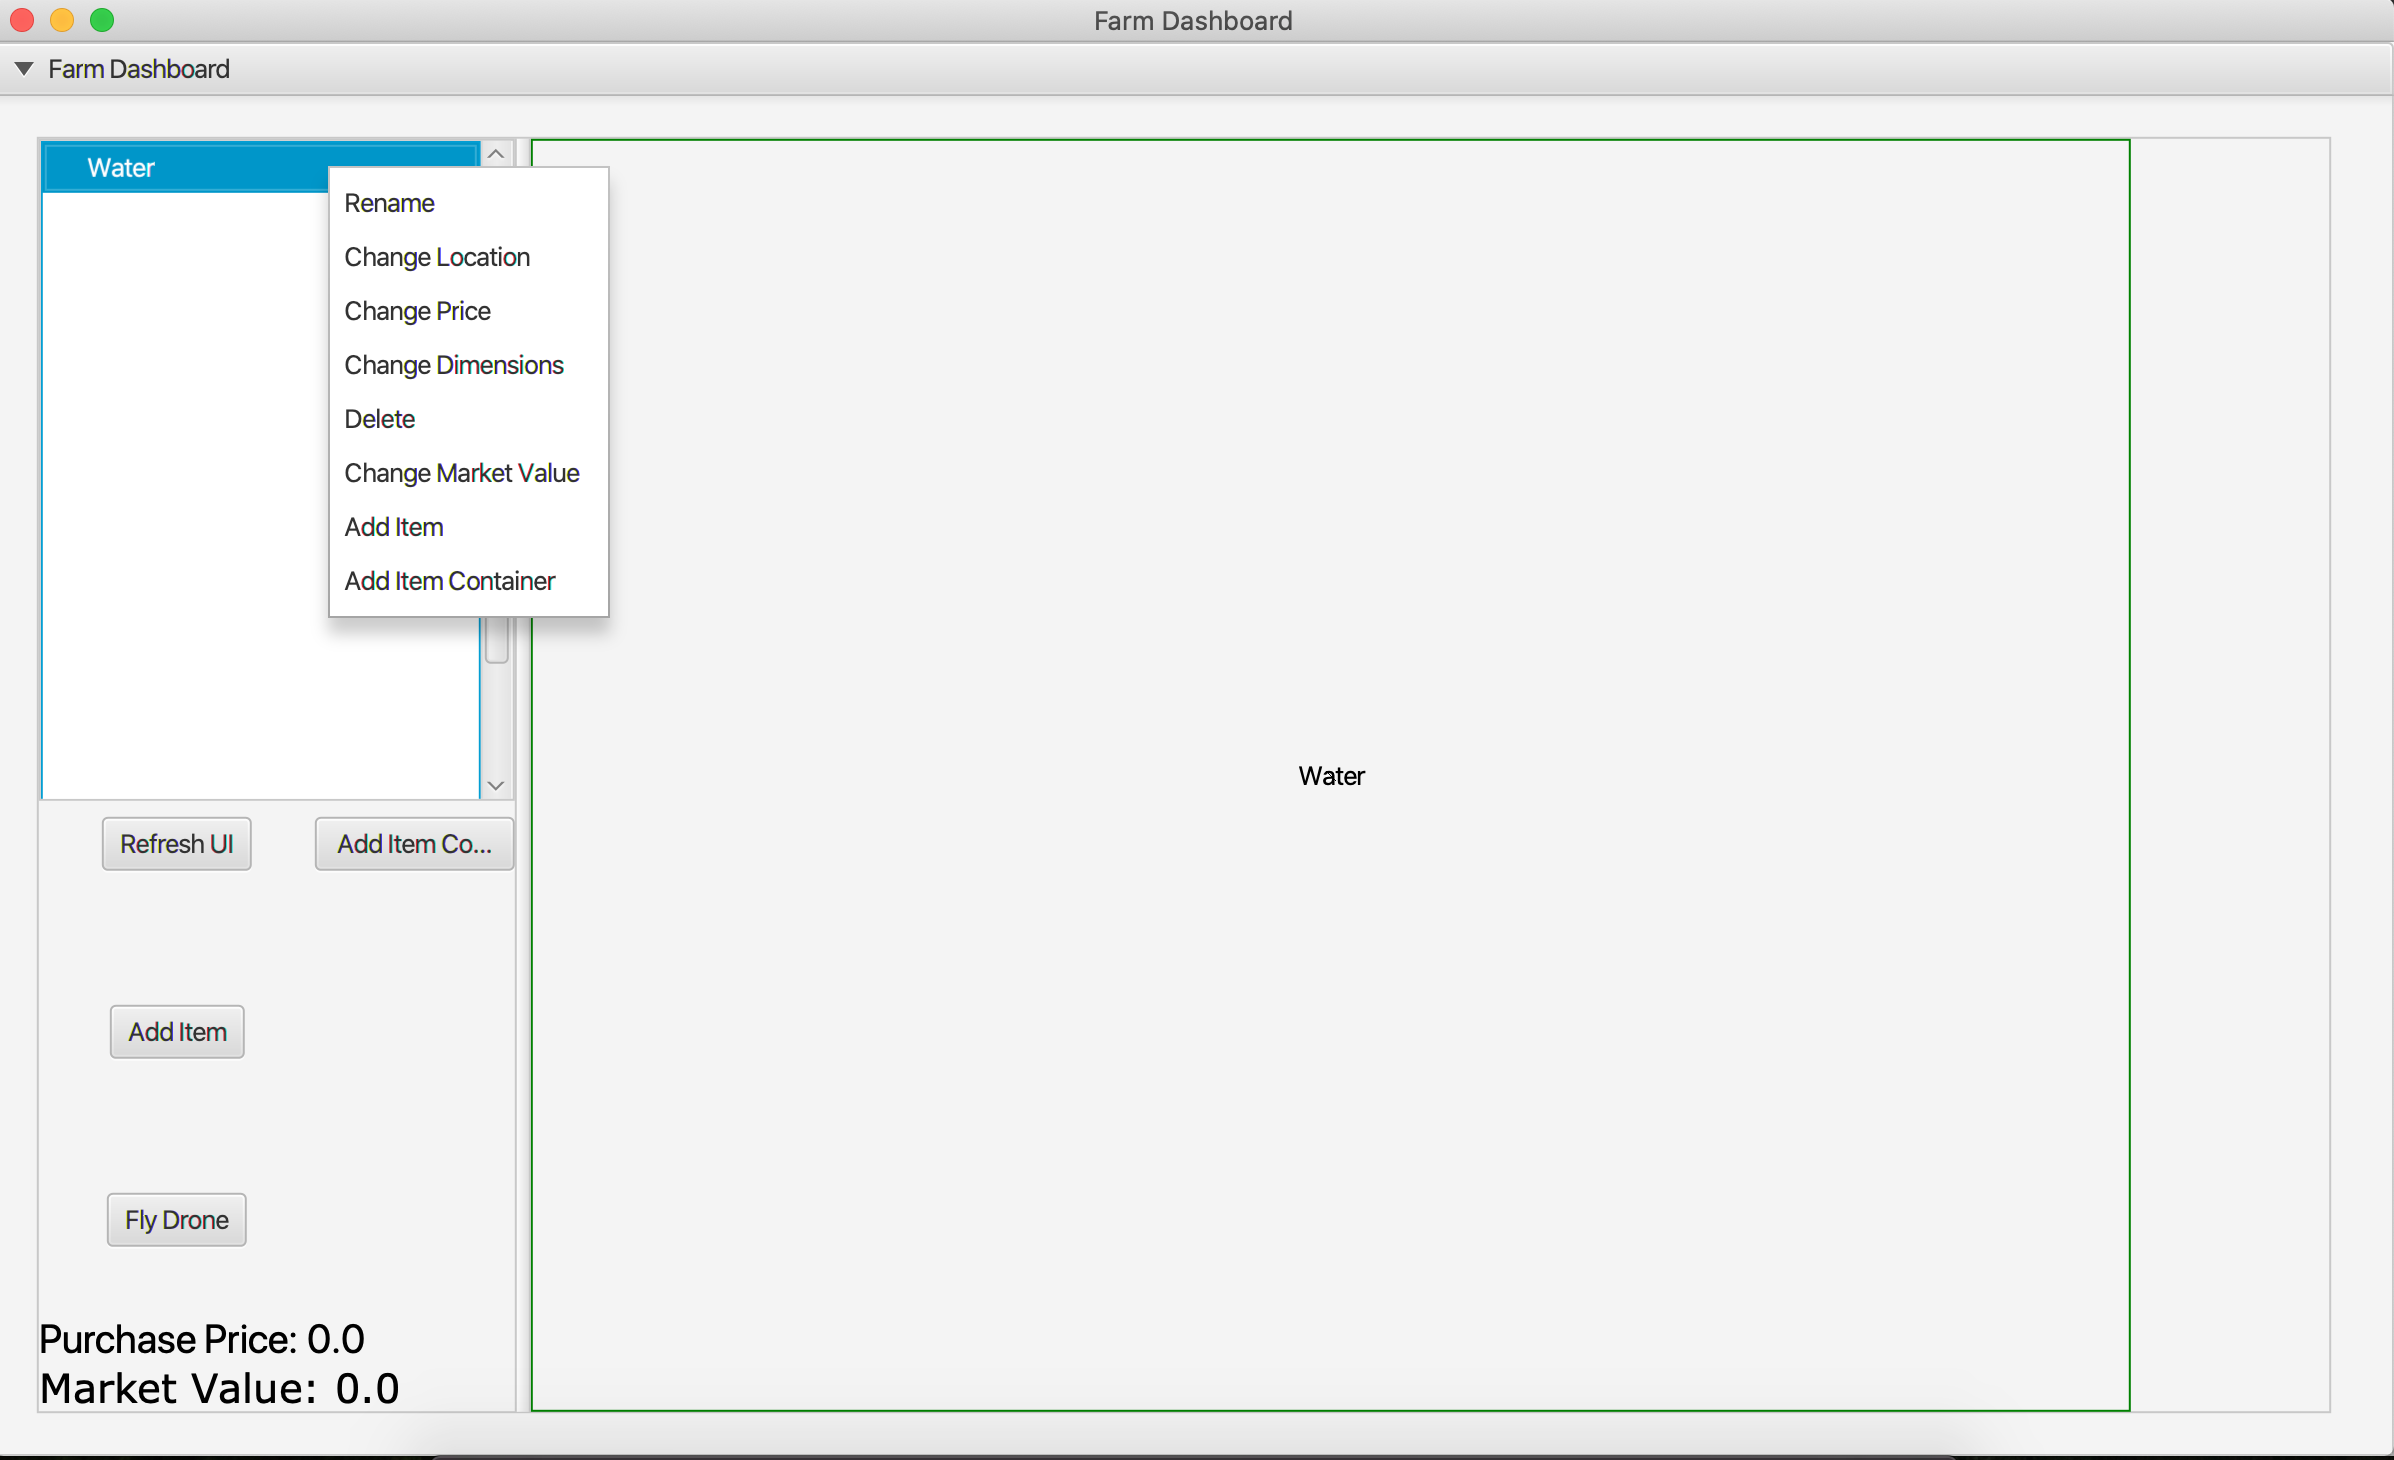 Farm Dashboard
Farm Dashboard
Water
Rename
Change Location
Change Price
Change Dimensions
Delete
Change Market Value
Add Item
Add Item Container
Water
Refresh UI
Add Item Co...
Add Item
Fly Drone
Purchase Price: 0.0
Market Value: 0.0